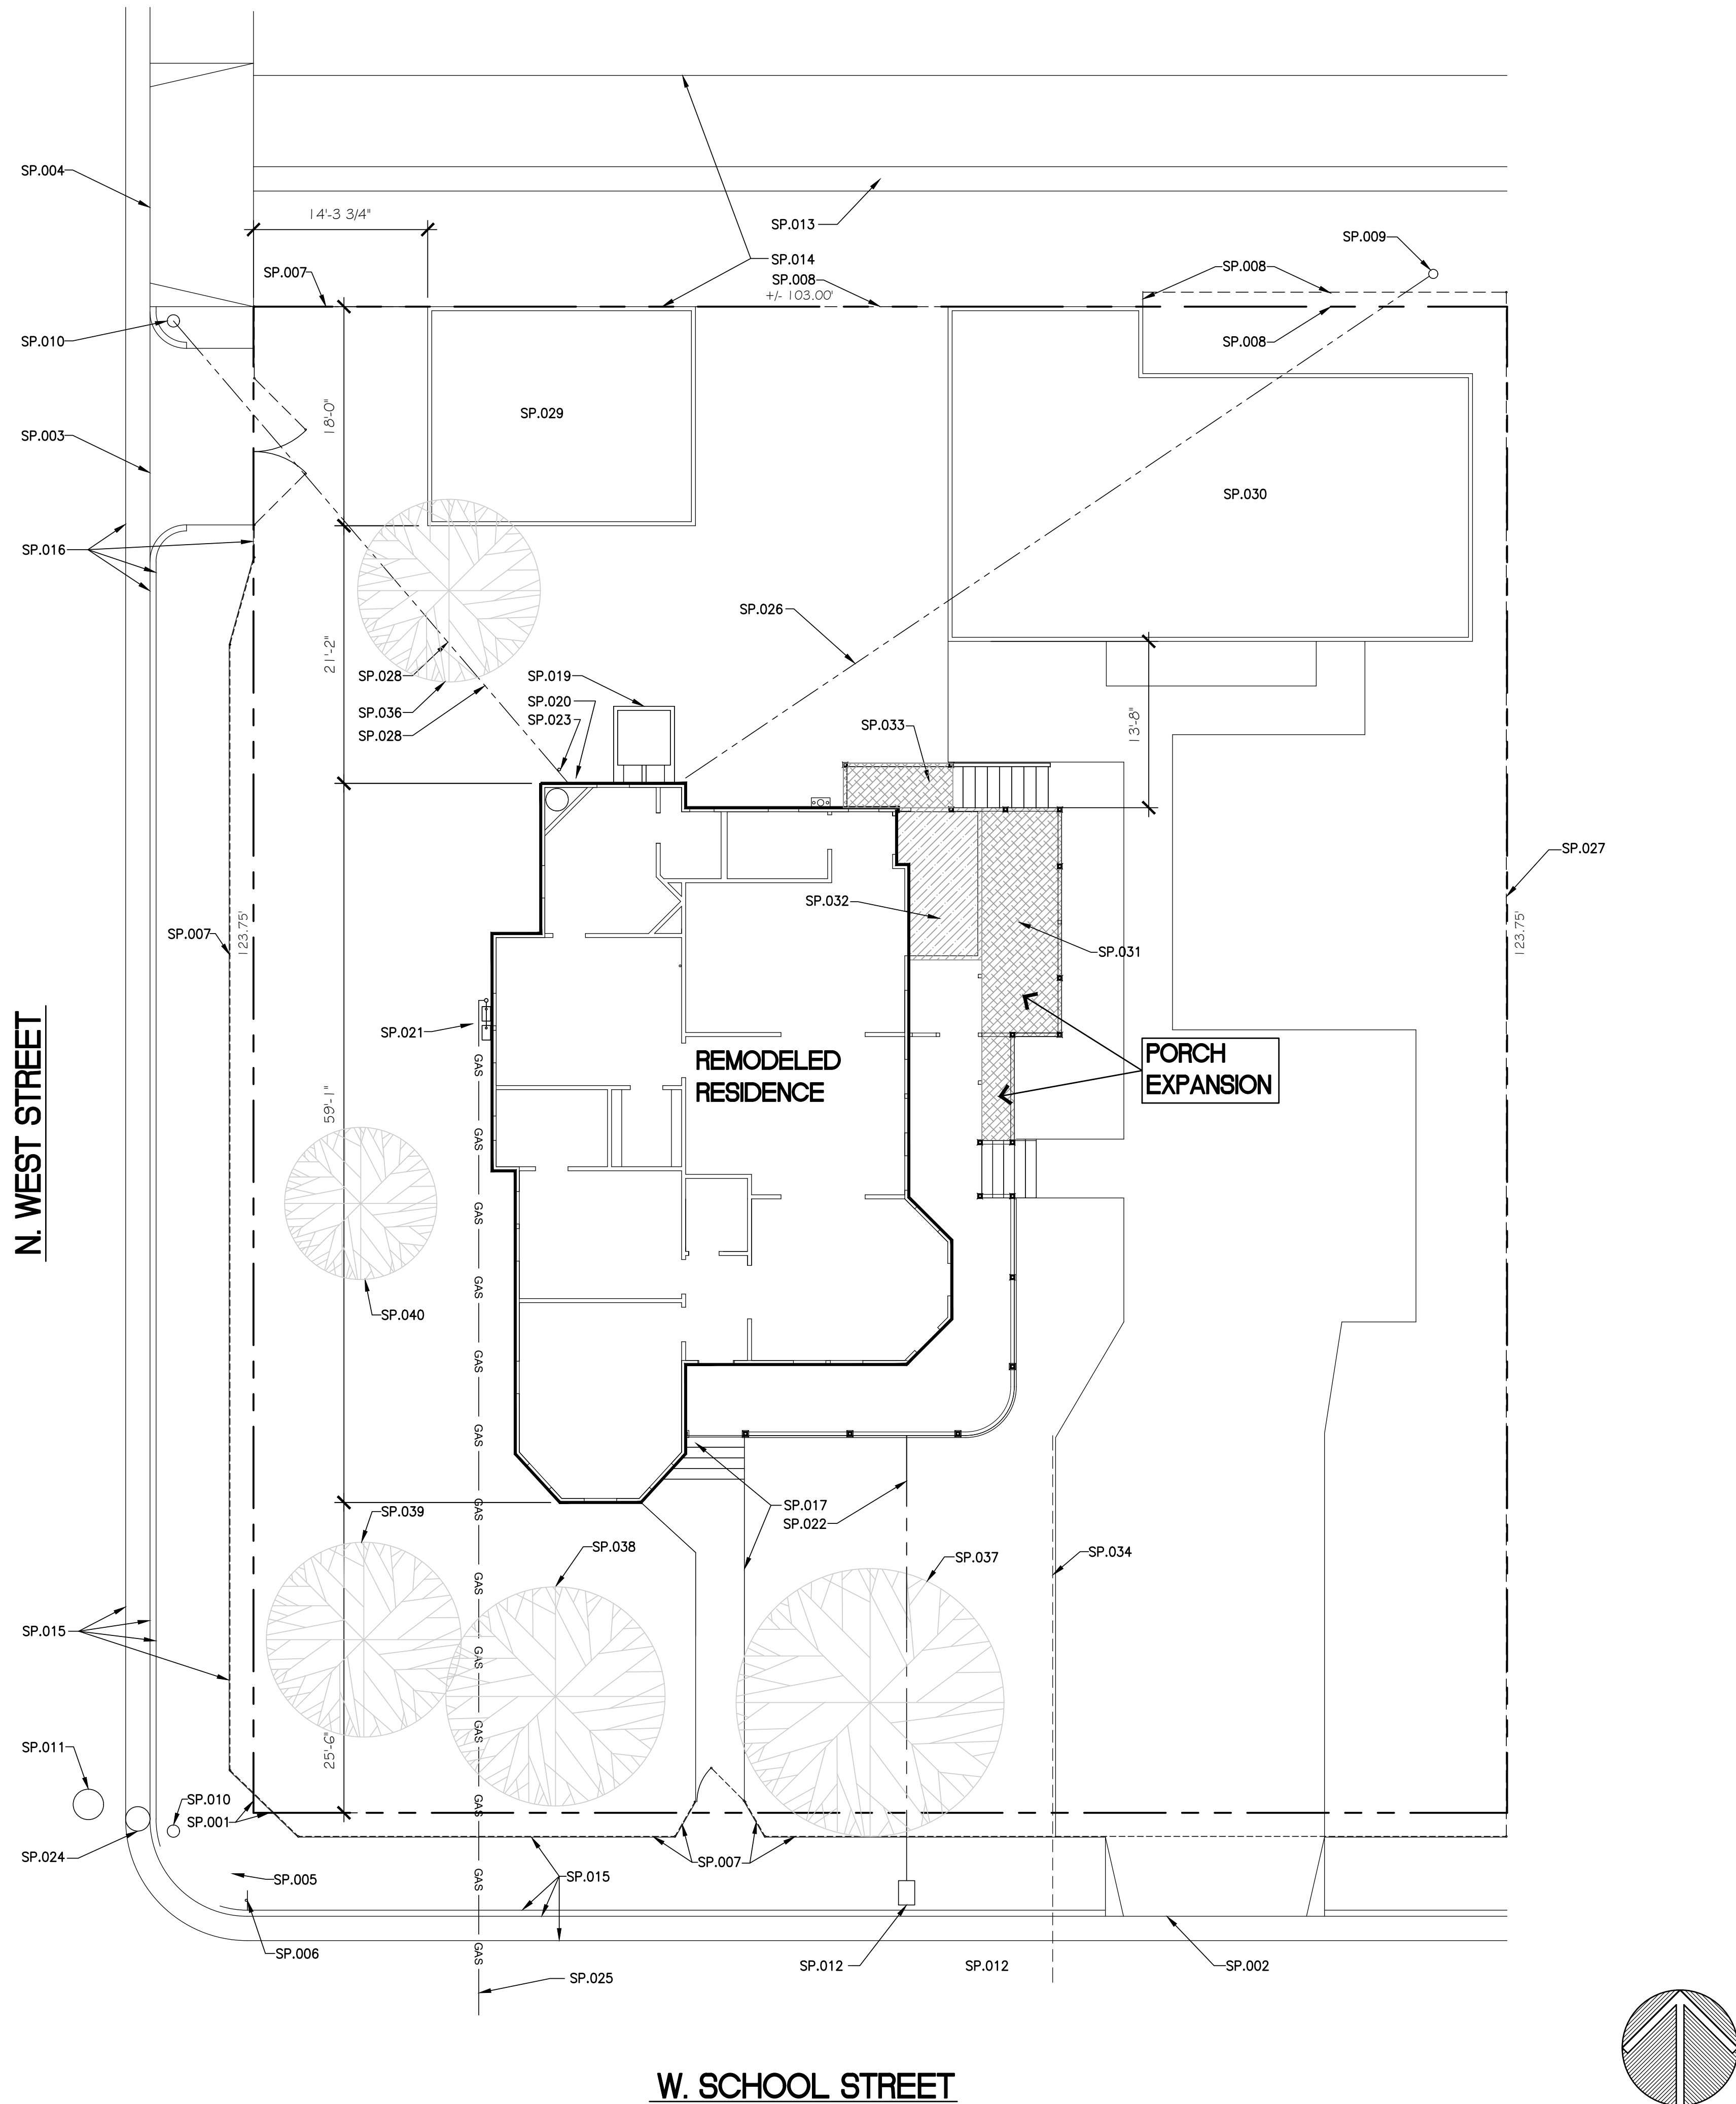 SP.004
14'-3 3/4"
SP.013
SP.009
SP.014
SP.007
SP.008
SP.008
+/- 103.00'
SP.010
SP.008
18'-0"
SP.029
SP.003
SP.030
SP.016
SP.026
21'-2"
SP.028
SP.019
SP.020
SP.036
SP.023
SP.033
13'-8"
SP.028
SP.027
SP.032
SP.007
123.75'
123.75'
SP.031
SP.021
N. WEST STREET
REMODELED
RESIDENCE
PORCH
EXPANSION
GAS
GAS
GAS
GAS
GAS
GAS
GAS
GAS
GAS
GAS
GAS
GAS
GAS
59'-1"
SP.040
SP.017
SP.039
SP.022
SP.038
SP.037
SP.034
SP.015
25'-6"
SP.011
SP.010
SP.001
SP.024
SP.007
SP.005
SP.015
SP.006
SP.012
SP.012
SP.002
SP.025
W. SCHOOL STREET